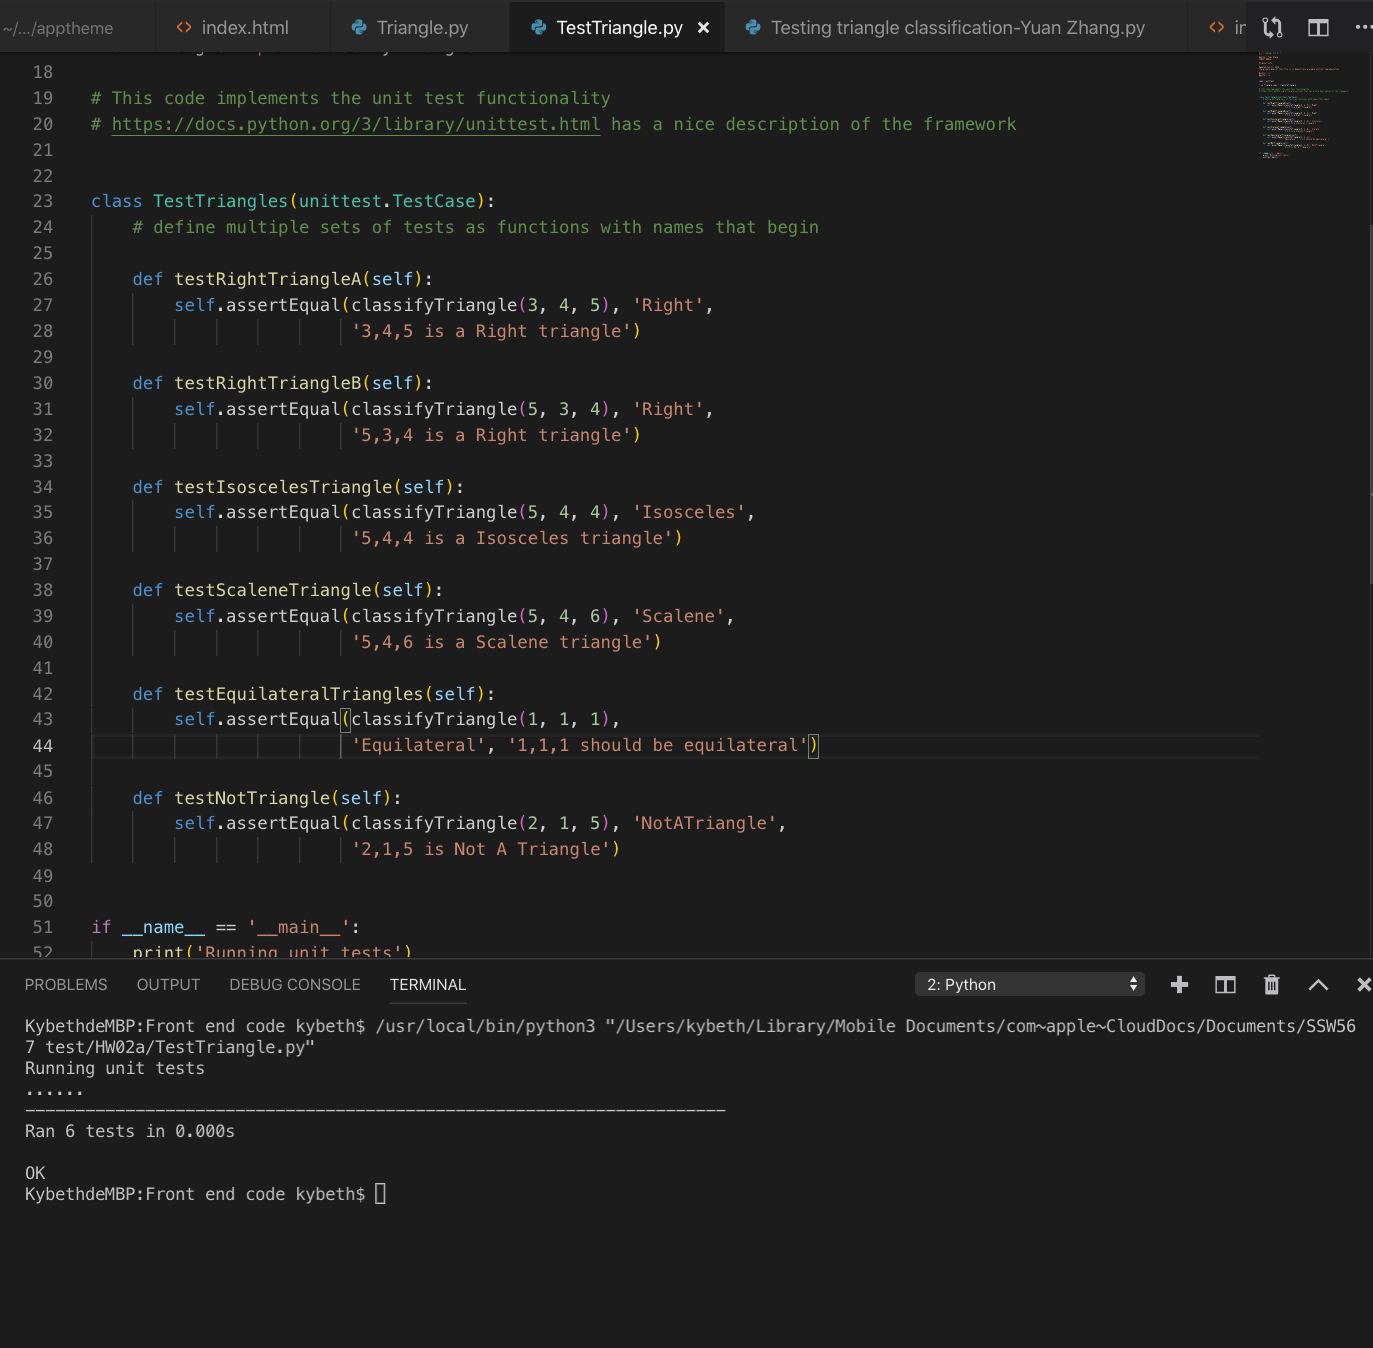 ~/.../apptheme
index.html
Triangle.py
TestTriangle.py
Testing triangle classification-Yuan Zhang.py
18
19 # This code implements the unit test functionality
20 # https://docs.python.org/3/library/unittest.html has a nice description of the framework
21
22
23 class TestTriangles(unittest.TestCase):
24 # define multiple sets of tests as functions with names that begin
25
26 def testRightTriangleA(self):
27 self.assertEqual(classifyTriangle(3, 4, 5), 'Right',
28 '3,4,5 is a Right triangle')
29
30 def testRightTriangleB(self):
31 self.assertEqual(classifyTriangle(5, 3, 4), 'Right',
32 '5,3,4 is a Right triangle')
33
34 def testIsoscelesTriangle(self):
35 self.assertEqual(classifyTriangle(5, 4, 4), 'Isosceles',
36 '5,4,4 is a Isosceles triangle')
37
38 def testScaleneTriangle(self):
39 self.assertEqual(classifyTriangle(5, 4, 6), 'Scalene',
40 '5,4,6 is a Scalene triangle')
41
42 def testEquilateralTriangles(self):
43 self.assertEqual(classifyTriangle(1, 1, 1),
44 'Equilateral', '1,1,1 should be equilateral')
45
46 def testNotTriangle(self):
47 self.assertEqual(classifyTriangle(2, 1, 5), 'NotATriangle',
48 '2,1,5 is Not A Triangle')
49
50
51 if __name__ == '__main__':
52 print('Running unit tests')
PROBLEMS OUTPUT DEBUG CONSOLE TERMINAL 2: Python
KybethdeMBP:Front end code kybeth$ /usr/local/bin/python3 "/Users/kybeth/Library/Mobile Documents/com~apple~CloudDocs/Documents/SSW56
7 test/HW02a/TestTriangle.py"
Running unit tests
......
----------------------------------------------------------------------
Ran 6 tests in 0.000s
OK
KybethdeMBP:Front end code kybeth$